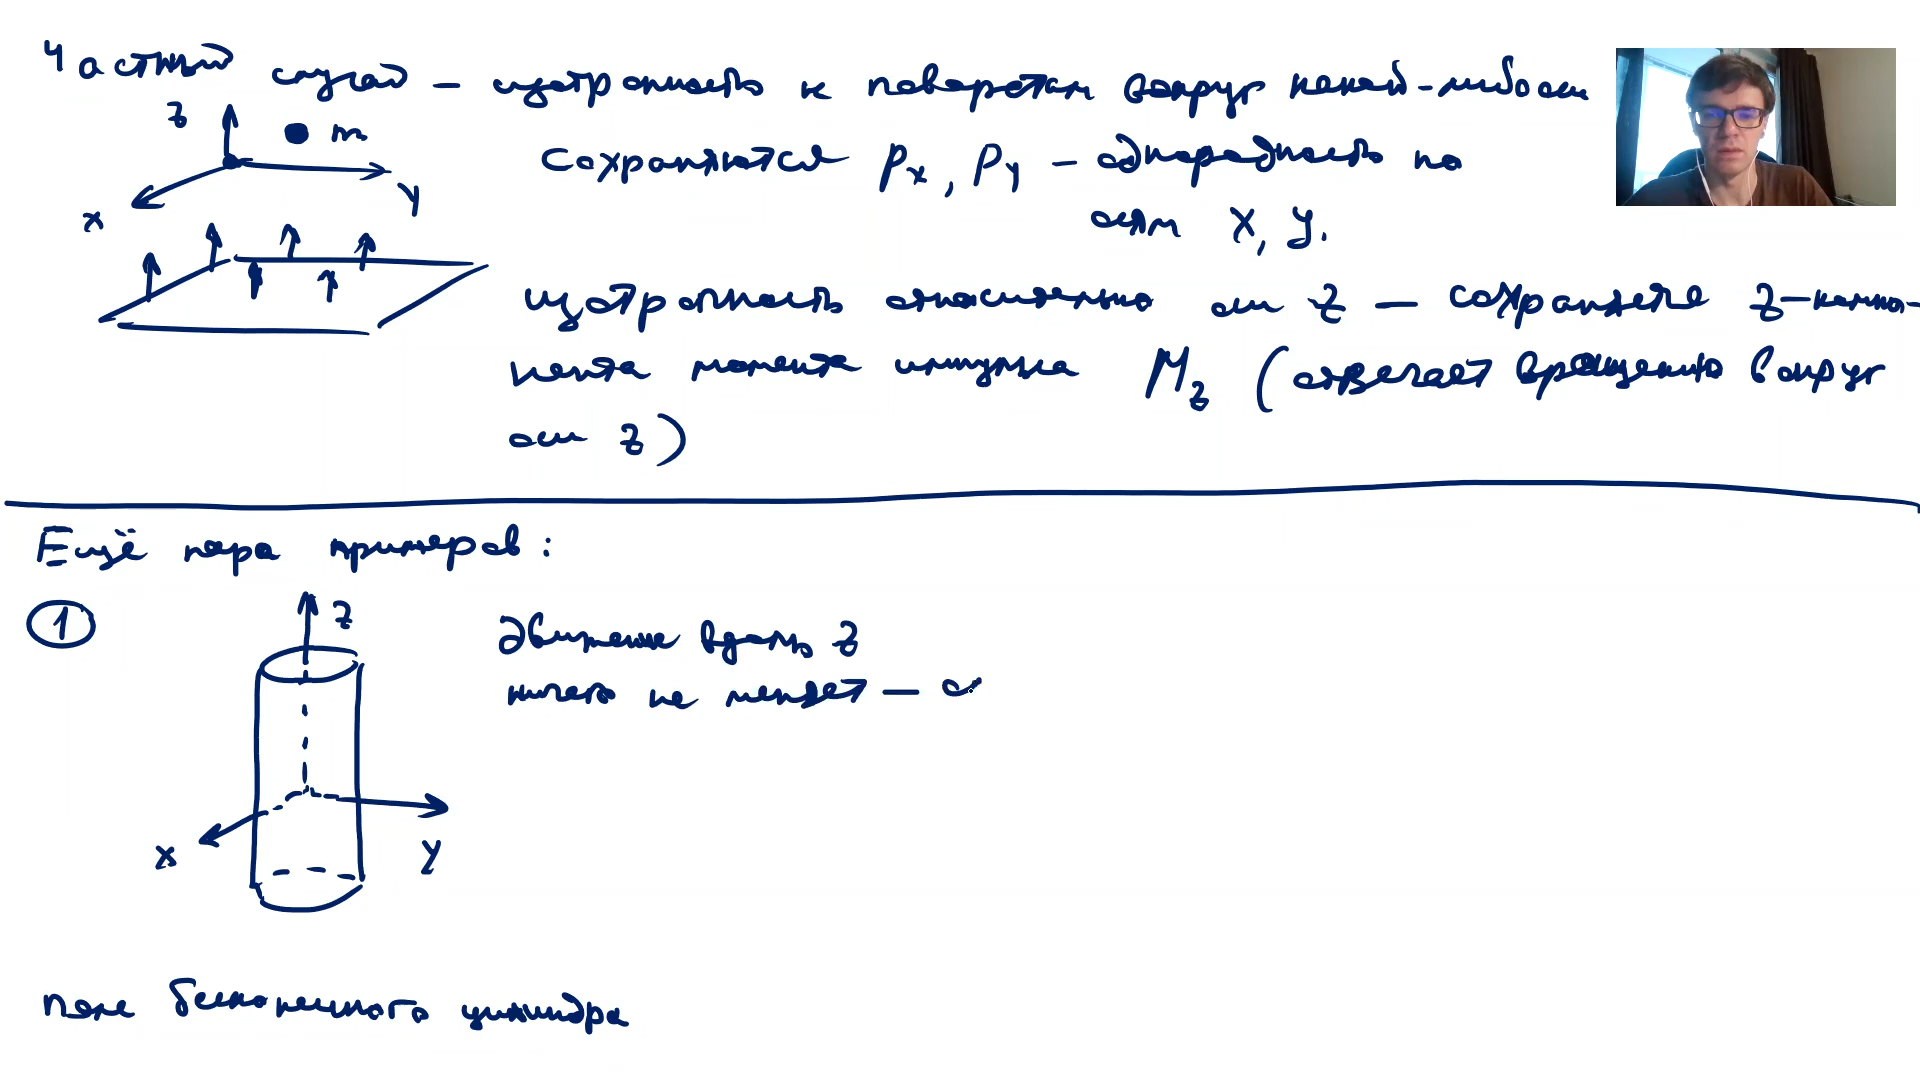 Частный случай – изотропность к поворотам вокруг какой-либо оси
z
m
x
y
сохраняются Px, Py – однородность по
осям x, y.
изотропность относительно оси z – сохранение z-компо-
нента момента импульса Mz (отвечает вращению вокруг
оси z)
Ещё пара примеров:
1
z
x
y
движение вдоль z
ничего не меняет – о
поле бесконечного цилиндра